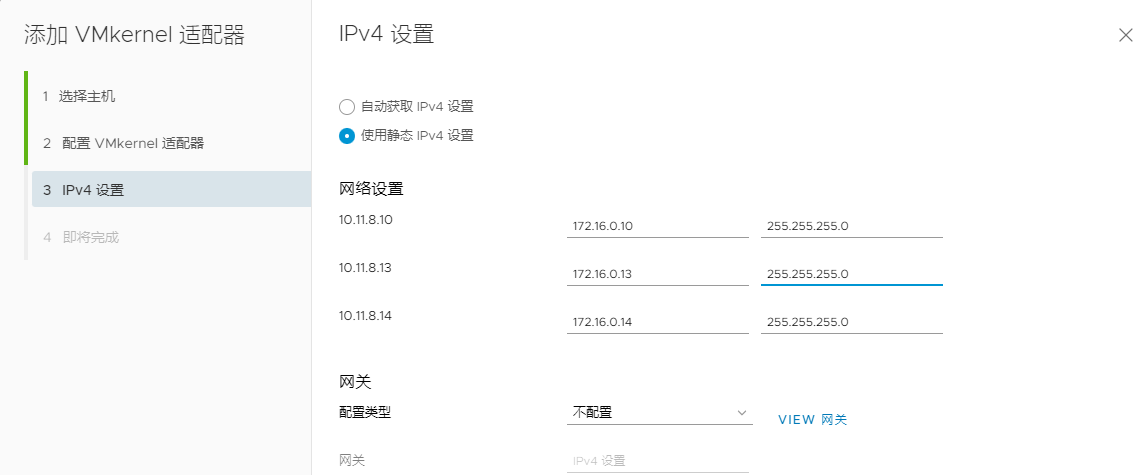 添加 VMkernel 适配器
1 选择主机
2 配置 VMkernel 适配器
3 IPv4 设置
4 即将完成
IPv4 设置
自动获取 IPv4 设置
使用静态 IPv4 设置
网络设置
10.11.8.10 172.16.0.10 255.255.255.0
10.11.8.13 172.16.0.13 255.255.255.0
10.11.8.14 172.16.0.14 255.255.255.0
网关
配置类型 不配置 VIEW 网关
网关 IPv4 设置